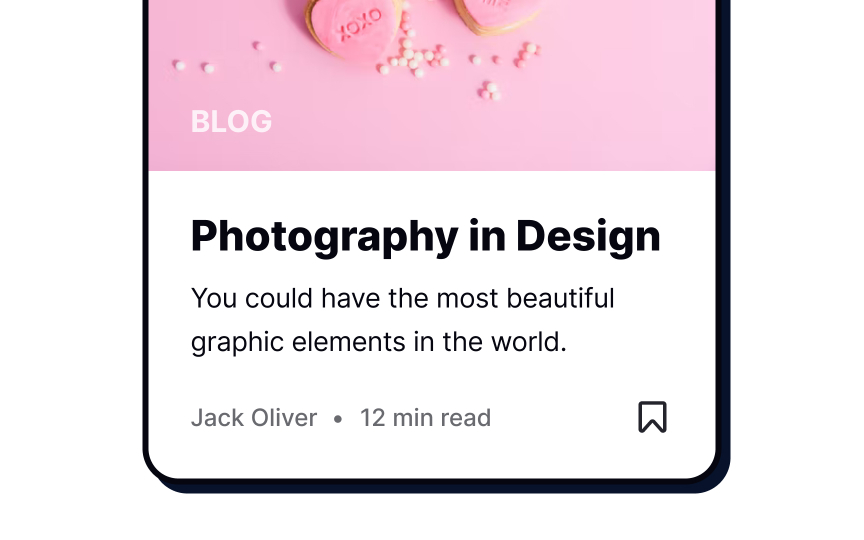 XOXO
BLOG
Photography in Design
You could have the most beautiful
graphic elements in the world.
Jack Oliver • 12 min read